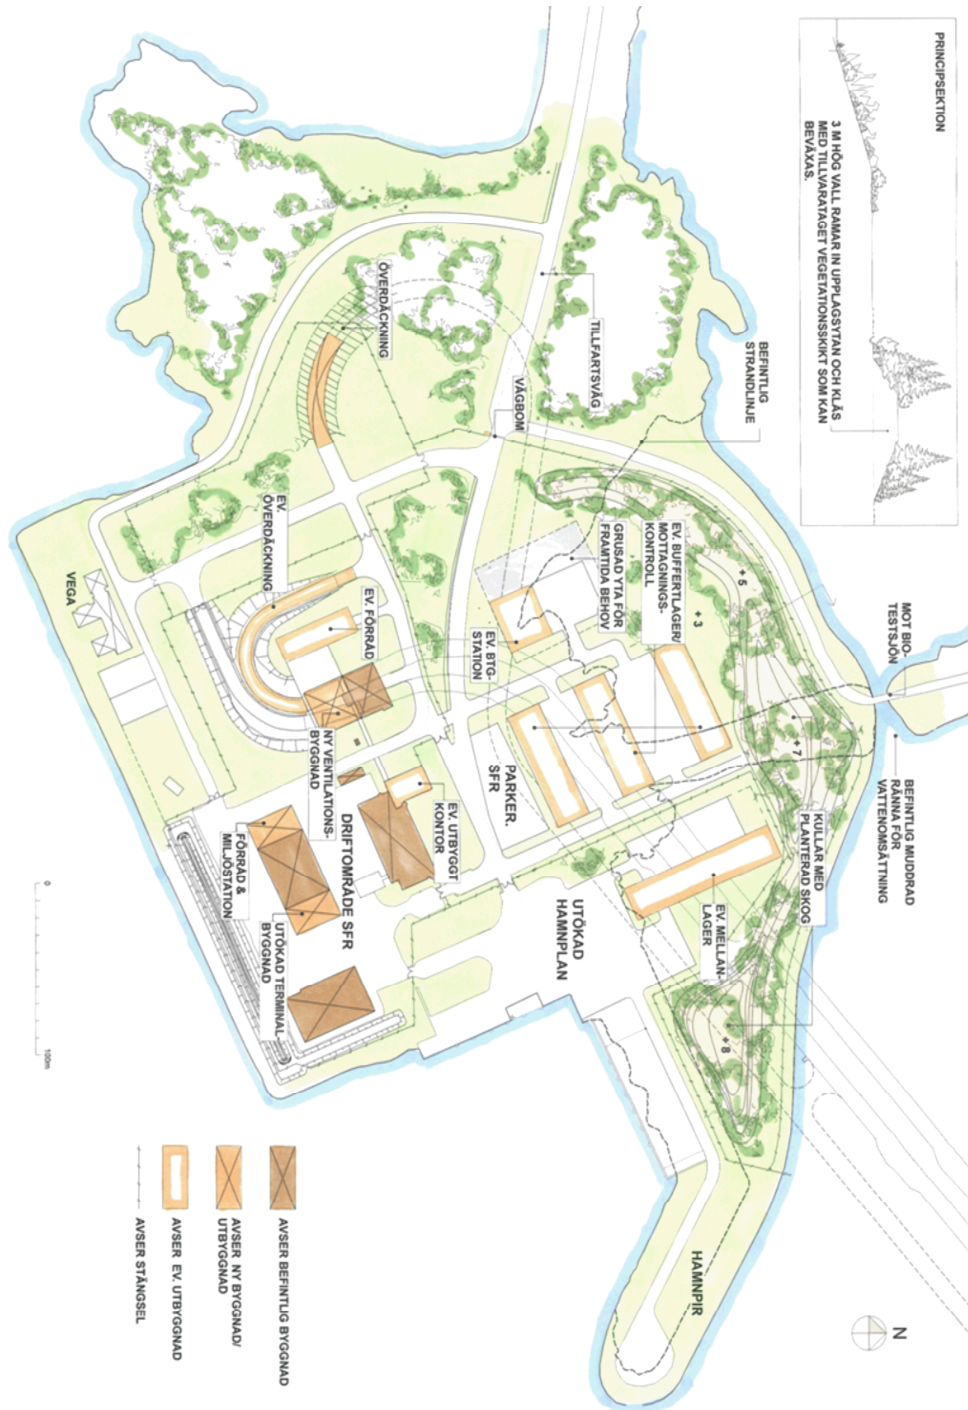 PRINCIPSEKTION
3 M HÖG VALL RAMAR IN UPPLAGSYTAN OCH KLÄS
MED TILLVARATAGET VEGETATIONSSKIKT SOM KAN
BEVÄXAS.
BEFINTLIG
STRANDLINJE
TILLFARTSVÄG
VÄGBOM
ÖVERDÄCKNING
MOT BIO-
TESTSJÖN
BEFINTLIG MUDDRAD
RÄNNA FÖR
VATTENOMSÄTTNING
EV. BUFFERTLAGER/
MOTTAGNINGS-
KONTROLL
GRUSAD YTA FÖR
FRAMTIDA BEHOV
+ 5
+ 3
+ 7
KULLAR MED
PLANTERAD SKOG
EV. BTG-
STATION
EV.
ÖVERDÄCKNING
EV. FÖRRÅD
VEGA
NY VENTILATIONS-
BYGGNAD
PARKER.
SFR
EV. UTBYGGT
KONTOR
DRIFTOMRÅDE SFR
FÖRRÅD &
MILJÖSTATION
UTÖKAD TERMINAL-
BYGGNAD
UTÖKAD
HAMNPLAN
EV. MELLAN-
LAGER
+ 8
HAMNPIR
N
0
100m
AVSER BEFINTLIG BYGGNAD
AVSER NY BYGGNAD/
UTBYGGNAD
AVSER EV. UTBYGGNAD
AVSER STÄNGSEL